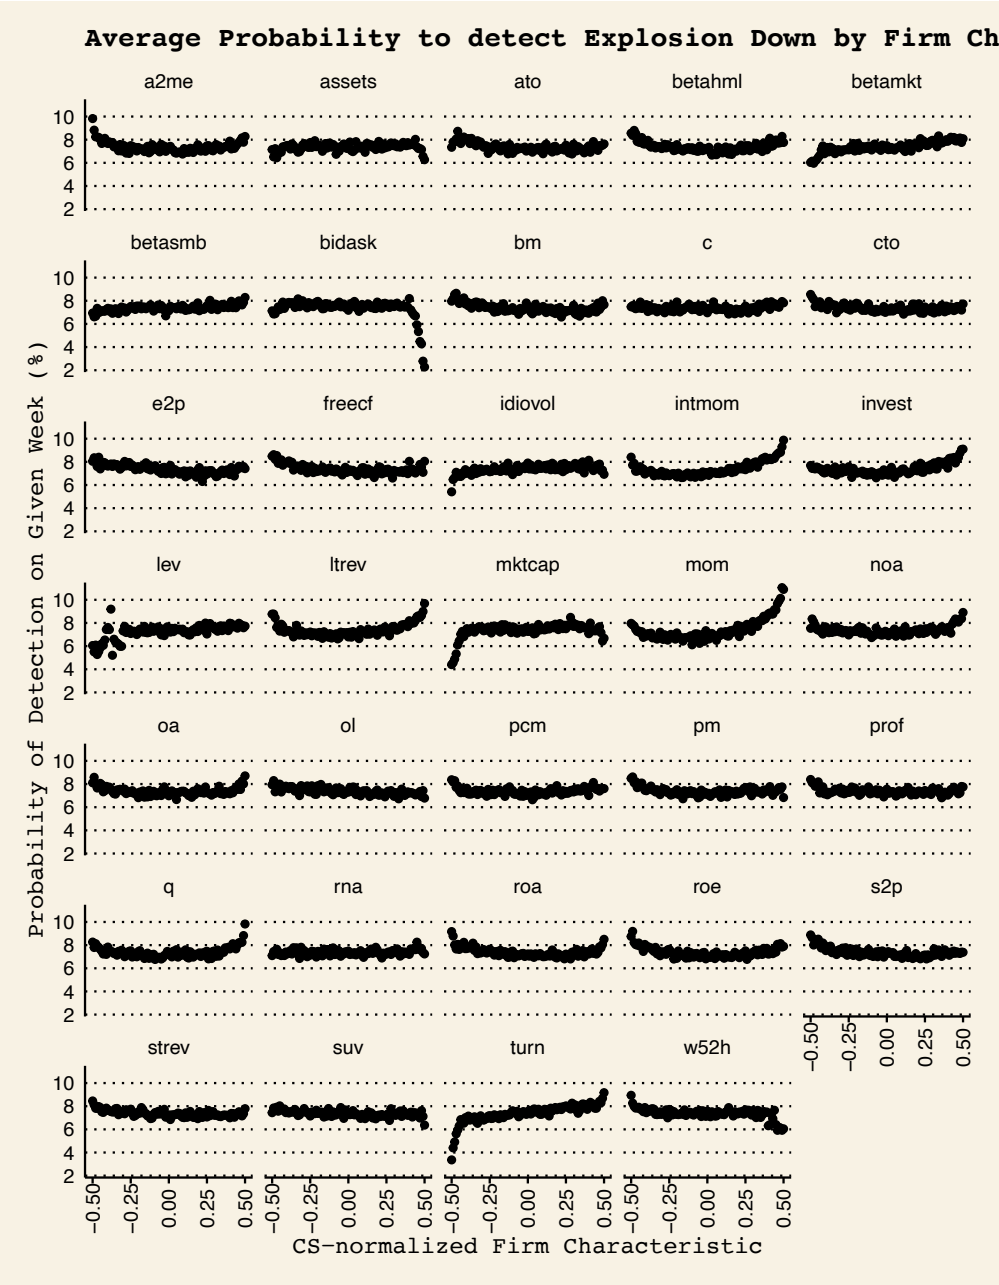 Average Probability to detect Explosion Down by Firm Ch
a2me assets ato betahml betamkt
10
8
6
4
2
betasmb bidask bm c cto
10
8
6
4
2
e2p freecf idiovol intmom invest
10
8
6
4
2
lev ltrev mktcap mom noa
10
8
6
4
2
oa ol pcm pm prof
10
8
6
4
2
q rna roa roe s2p
10
8
6
4
2
−0.50 −0.25 0.00 0.25 0.50
strev suv turn w52h
10
8
6
4
2
−0.50 −0.25 0.00 0.25 0.50 −0.50 −0.25 0.00 0.25 0.50 −0.50 −0.25 0.00 0.25 0.50 −0.50 −0.25 0.00 0.25 0.50
CS−normalized Firm Characteristic
Probability of Detection on Given Week (%)